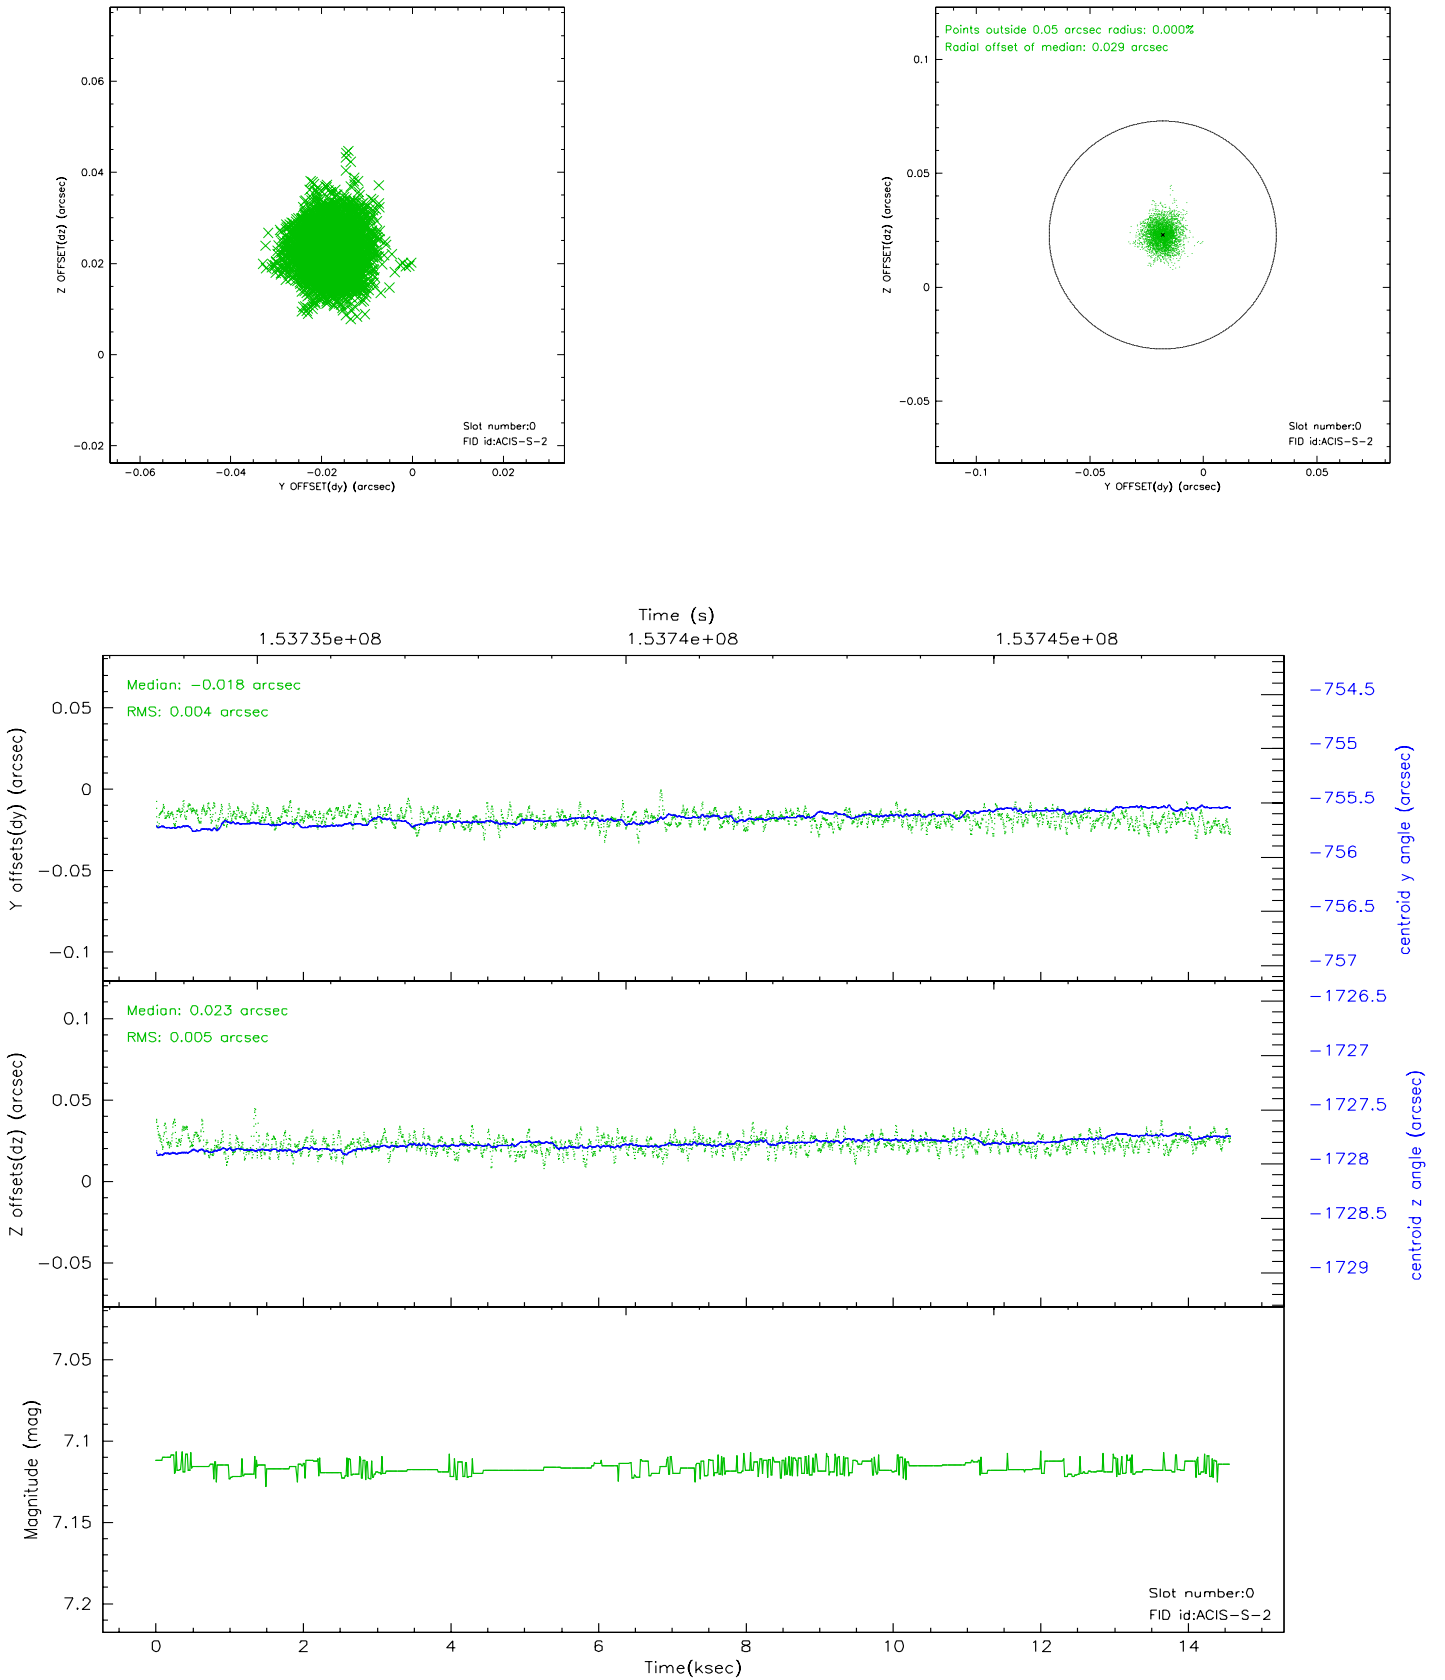 0.06
0.04
0.02
0
−0.02
Z OFFSET(dz) (arcsec)
Slot number:0
FID id:ACIS−S−2
−0.06 −0.04 −0.02 0 0.02
Y OFFSET(dy) (arcsec)
Points outside 0.05 arcsec radius: 0.000%
Radial offset of median: 0.029 arcsec
0.1
0.05
0
−0.05
Z OFFSET(dz) (arcsec)
Slot number:0
FID id:ACIS−S−2
−0.1 −0.05 0 0.05
Y OFFSET(dy) (arcsec)
Time (s)
1.53735e+08 1.5374e+08 1.53745e+08
Median: −0.018 arcsec
RMS: 0.004 arcsec
0.05
0
−0.05
−0.1
Y offsets(dy) (arcsec)
−754.5
−755
−755.5
−756
−756.5
−757
centroid y angle (arcsec)
Median: 0.023 arcsec
RMS: 0.005 arcsec
0.1
0.05
0
−0.05
Z offsets(dz) (arcsec)
−1726.5
−1727
−1727.5
−1728
−1728.5
−1729
centroid z angle (arcsec)
7.05
7.1
7.15
7.2
Magnitude (mag)
Slot number:0
FID id:ACIS−S−2
0 2 4 6 8 10 12 14
Time(ksec)